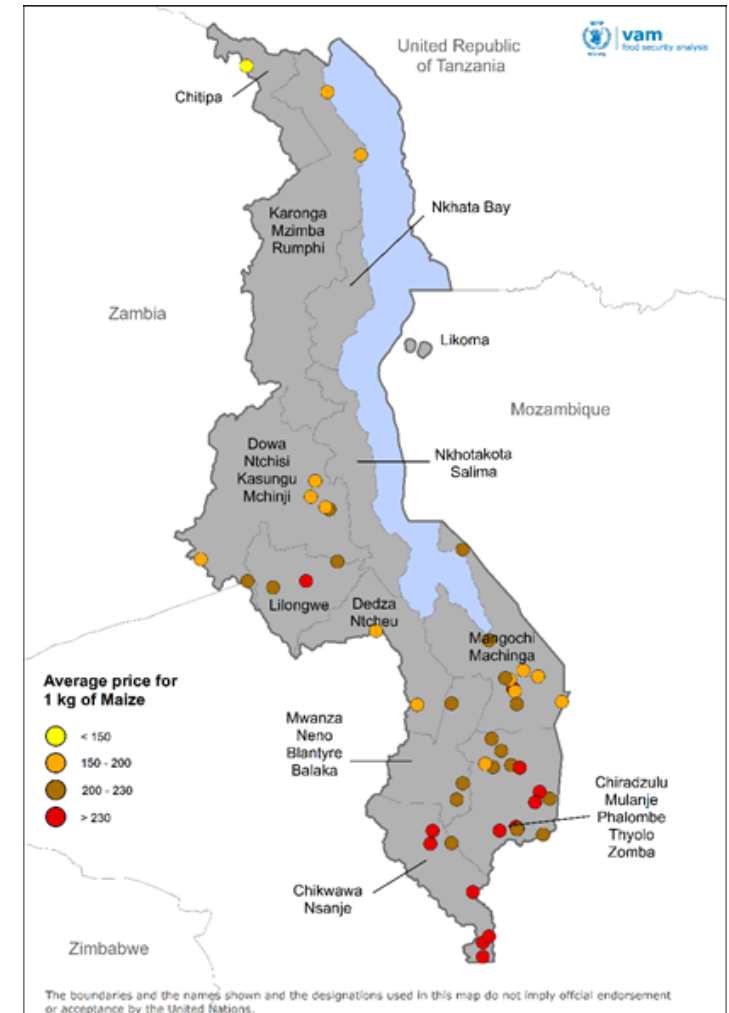 vam
food security analysis
wfp.org
United Republic
of Tanzania
Chitipa
Nkhata Bay
Karonga
Mzimba
Rumphi
Zambia
Likoma
Mozambique
Dowa
Ntchisi
Kasungu
Mchinji
Nkhotakota
Salima
Lilongwe
Dedza
Ntcheu
Mangochi
Machinga
Average price for
1 kg of Maize
< 150
150 - 200
200 - 230
> 230
Mwanza
Neno
Blantyre
Balaka
Chiradzulu
Mulanje
Phalombe
Thyolo
Zomba
Chikwawa
Nsanje
Zimbabwe
The boundaries and the names shown and the designations used in this map do not imply offcial endorsement
or acceptance by the United Nations.